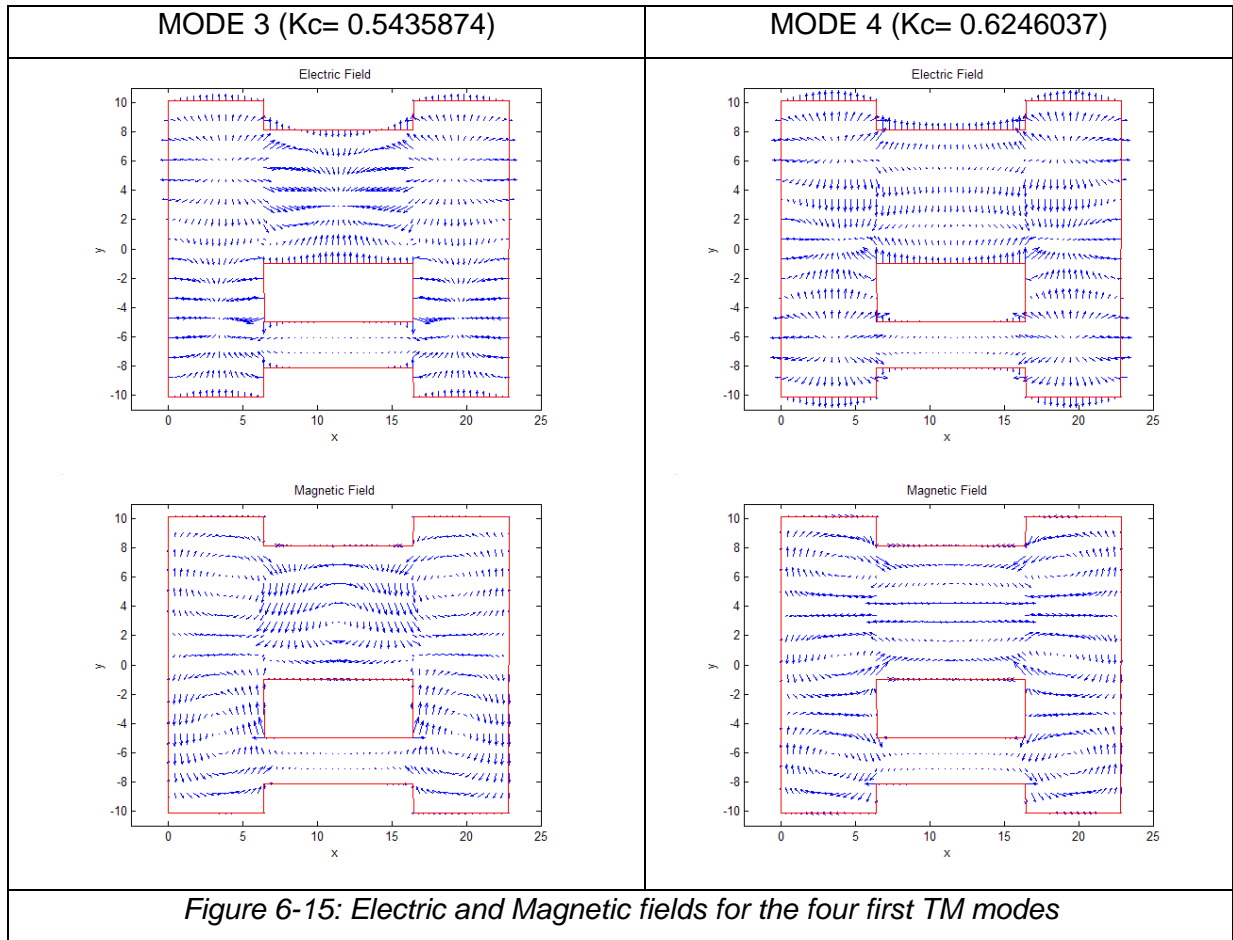 MODE 3 (Kc= 0.5435874)
MODE 4 (Kc= 0.6246037)
Electric Field
10
8
6
4
2
0
-2
-4
-6
-8
-10
y
0 5 10 15 20 25
x
Electric Field
10
8
6
4
2
0
-2
-4
-6
-8
-10
y
0 5 10 15 20 25
x
Magnetic Field
10
8
6
4
2
0
-2
-4
-6
-8
-10
y
0 5 10 15 20 25
x
Magnetic Field
10
8
6
4
2
0
-2
-4
-6
-8
-10
y
0 5 10 15 20 25
x
Figure 6-15: Electric and Magnetic fields for the four first TM modes